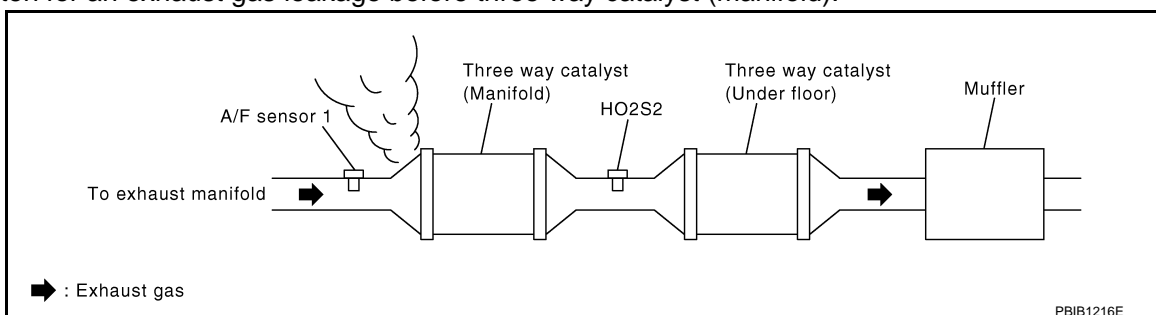 for an exhaust gas leakage before three way catalyst (manifold).
Three way catalyst
(Manifold)
Three way catalyst
(Under floor)
Muffler
A/F sensor 1
HO2S2
To exhaust manifold
: Exhaust gas
PBIB1216E